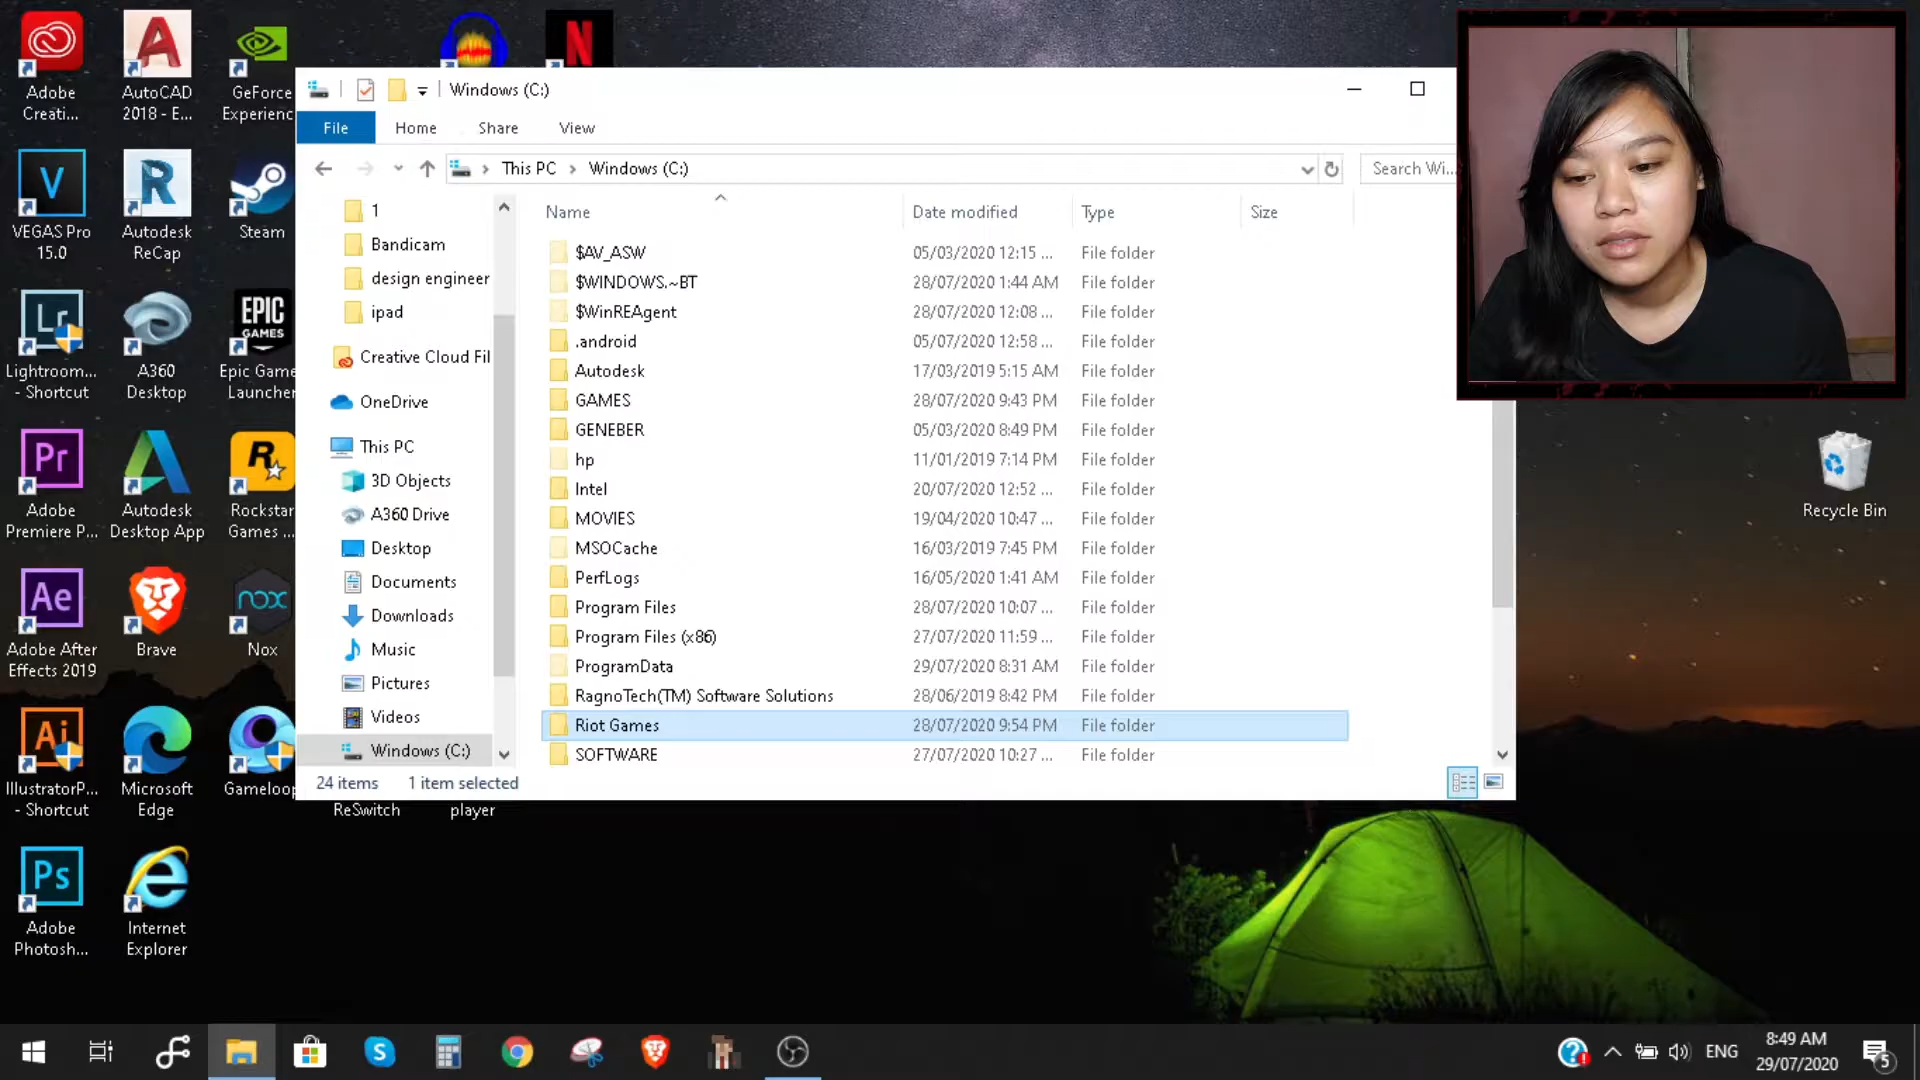 Windows (C:)
File Home Share View
This PC Windows (C:)
Search Wi...
1
Bandicam
design engineer
ipad
Creative Cloud Fil
OneDrive
This PC
3D Objects
A360 Drive
Desktop
Documents
Downloads
Music
Pictures
Videos
Windows (C:)
Name Date modified Type Size
$AV_ASW 05/03/2020 12:15 ... File folder
$WINDOWS.~BT 28/07/2020 1:44 AM File folder
$WinREAgent 28/07/2020 12:08 ... File folder
.android 05/07/2020 12:58 ... File folder
Autodesk 17/03/2019 5:15 AM File folder
GAMES 28/07/2020 9:43 PM File folder
GENEBER 05/03/2020 8:49 PM File folder
hp 11/01/2019 7:14 PM File folder
Intel 20/07/2020 12:52 ... File folder
MOVIES 19/04/2020 10:47 ... File folder
MSOCache 16/03/2019 7:45 PM File folder
PerfLogs 16/05/2020 1:41 AM File folder
Program Files 28/07/2020 10:07 ... File folder
Program Files (x86) 27/07/2020 11:59 ... File folder
ProgramData 29/07/2020 8:31 AM File folder
RagnoTech(TM) Software Solutions 28/06/2019 8:42 PM File folder
Riot Games 28/07/2020 9:54 PM File folder
SOFTWARE 27/07/2020 10:27 ... File folder
24 items 1 item selected
Adobe
Creati...
AutoCAD
2018 - E...
GeForce
Experienc
VEGAS Pro
15.0
Autodesk
ReCap
Steam
Lightroom...
- Shortcut
A360
Desktop
EPIC
GAMES
Epic Game
Launcher
Adobe
Premiere P...
Autodesk
Desktop App
Rockstar
Games ...
Adobe After
Effects 2019
Brave
nox
Nox
IllustratorP...
- Shortcut
Microsoft
Edge
Gameloop
ReSwitch
player
Adobe
Photosh...
Internet
Explorer
V
R
Lr
Pr
Ae
Ai
Ps
N
Recycle Bin
ENG
8:49 AM
29/07/2020
5